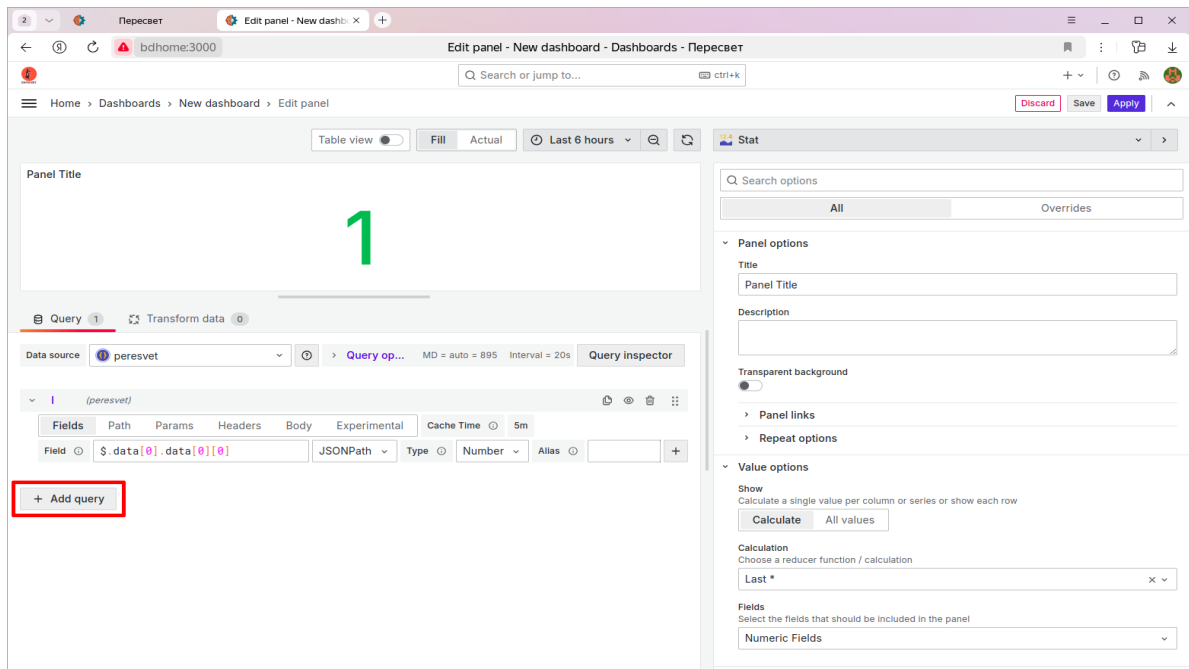 2 Пересвет Edit panel - New dashb
bdhome:3000 Edit panel - New dashboard - Dashboards - Пересвет
Search or jump to... ctrl+k
Home › Dashboards › New dashboard › Edit panel Discard Save Apply
Table view Fill Actual Last 6 hours
12.4 Stat
Panel Title
1
Query 1 Transform data 0
Data source peresvet Query op... MD = auto = 895 Interval = 20s Query inspector
I (peresvet)
Fields Path Params Headers Body Experimental Cache Time 5m
Field $.data[0].data[0][0] JSONPath Type Number Alias
+ Add query
Search options
All Overrides
Panel options
Title
Panel Title
Description
Transparent background
Panel links
Repeat options
Value options
Show
Calculate a single value per column or series or show each row
Calculate All values
Calculation
Choose a reducer function / calculation
Last *
Fields
Select the fields that should be included in the panel
Numeric Fields